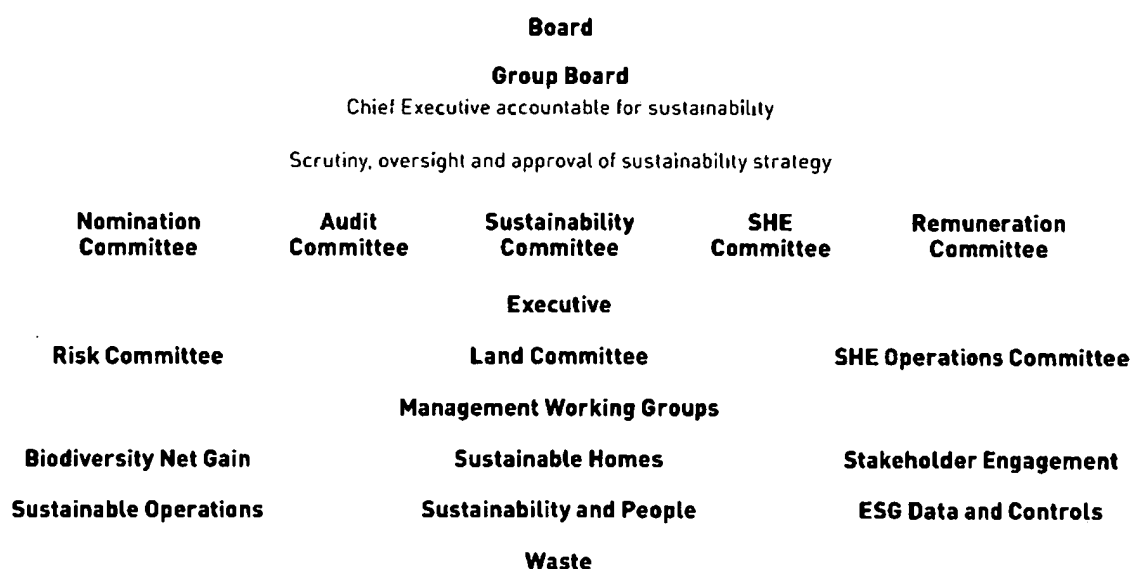 Board
Group Board
Chief Executive accountable for sustainability
Scrutiny, oversight and approval of sustainability strategy
Nomination Committee
Audit Committee
Sustainability Committee
SHE Committee
Remuneration Committee
Executive
Risk Committee
Land Committee
SHE Operations Committee
Management Working Groups
Biodiversity Net Gain
Sustainable Homes
Stakeholder Engagement
Sustainable Operations
Sustainability and People
ESG Data and Controls
Waste